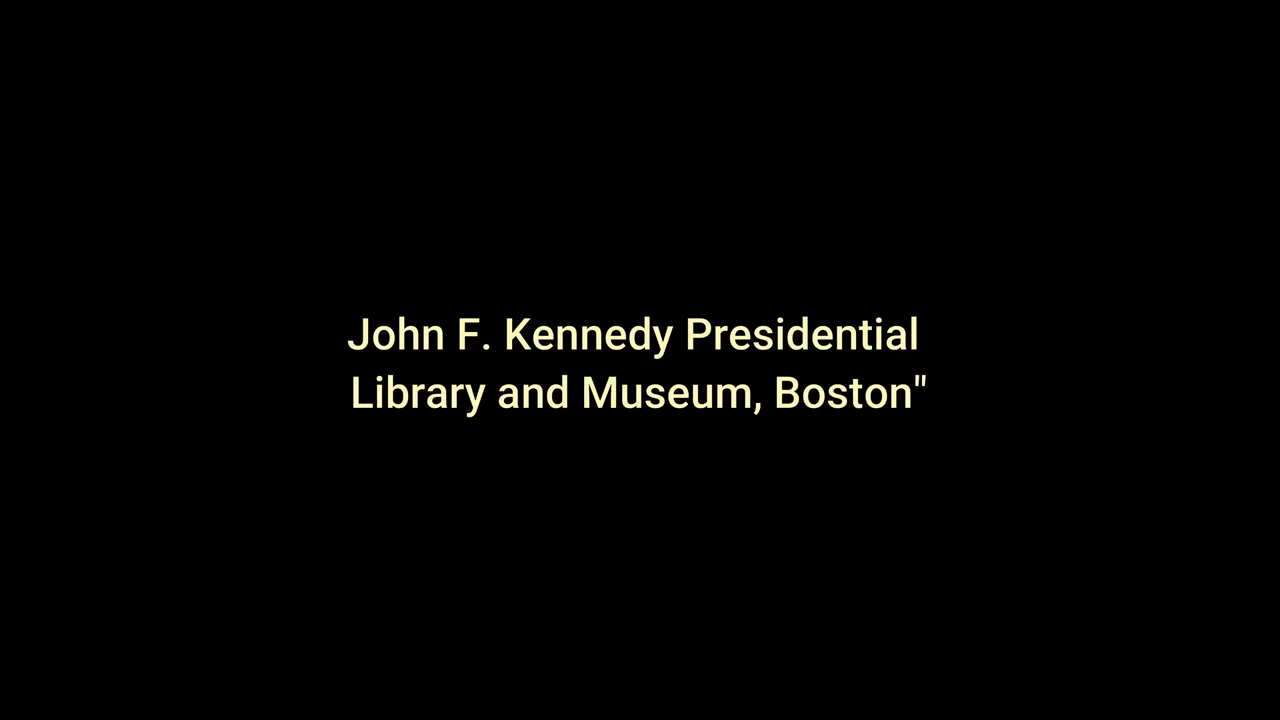 John F. Kennedy Presidential
Library and Museum, Boston"